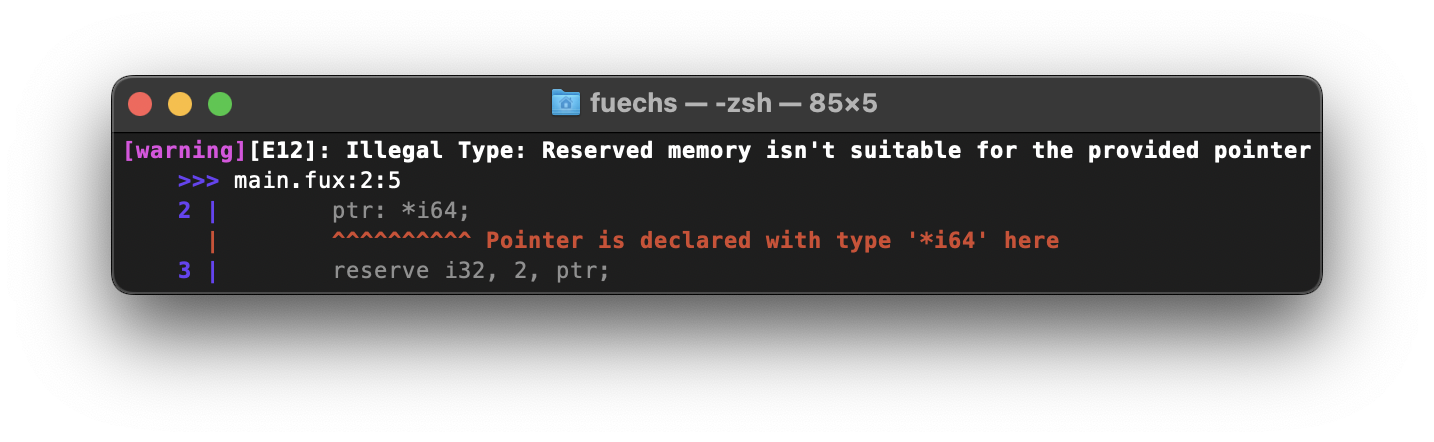 fuechs — -zsh — 85×5
[warning][E12]: Illegal Type: Reserved memory isn't suitable for the provided pointer
>>> main.fux:2:5
2 | ptr: *i64;
| ^^^^^^^^^^ Pointer is declared with type '*i64' here
3 | reserve i32, 2, ptr;